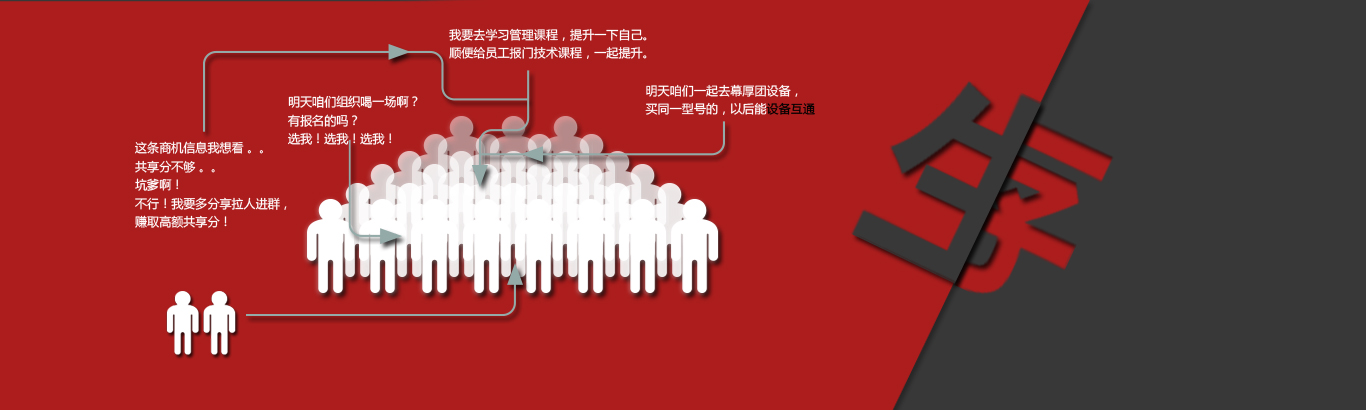 我要去学习管理课程，提升一下自己。
顺便给员工报门技术课程，一起提升。
明天咱们一起去幕厚团设备，
买同一型号的，以后能设备互通
明天咱们组织喝一场啊？
有报名的吗？
选我！选我！选我！
这条商机信息我想看 。。
共享分不够 。。
坑爹啊！
不行！我要多分享拉人进群，
赚取高额共享分！